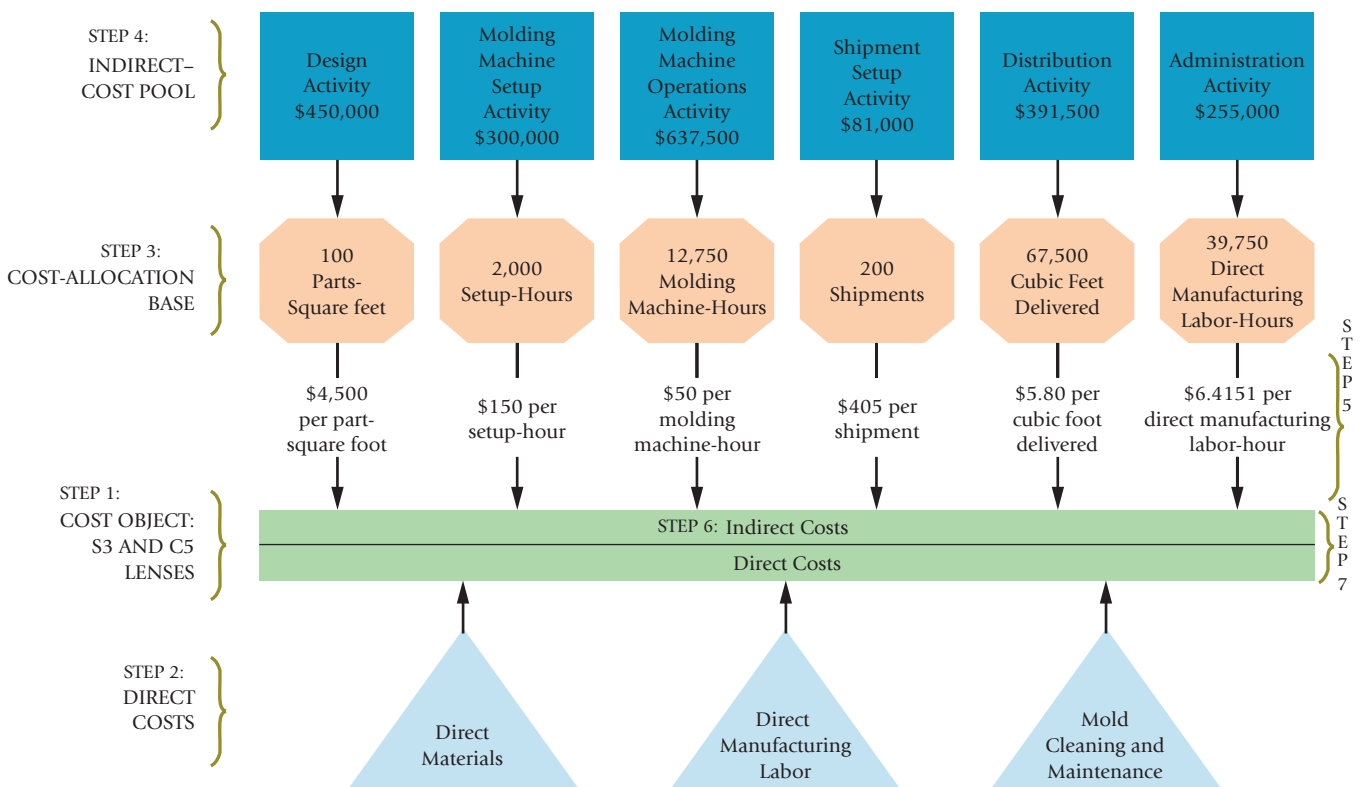 STEP 4:
INDIRECT–
COST POOL
Design
Activity
$450,000
Molding
Machine
Setup
Activity
$300,000
Molding
Machine
Operations
Activity
$637,500
Shipment
Setup
Activity
$81,000
Distribution
Activity
$391,500
Administration
Activity
$255,000
STEP 3:
COST-ALLOCATION
BASE
100
Parts-
Square feet
2,000
Setup-Hours
12,750
Molding
Machine-Hours
200
Shipments
67,500
Cubic Feet
Delivered
39,750
Direct
Manufacturing
Labor-Hours
$4,500
per part-
square foot
$150 per
setup-hour
$50 per
molding
machine-hour
$405 per
shipment
$5.80 per
cubic foot
delivered
$6.4151 per
direct manufacturing
labor-hour
S
T
E
P
5
STEP 1:
COST OBJECT:
S3 AND C5
LENSES
STEP 6: Indirect Costs
Direct Costs
S
T
E
P
7
STEP 2:
DIRECT
COSTS
Direct
Materials
Direct
Manufacturing
Labor
Mold
Cleaning and
Maintenance